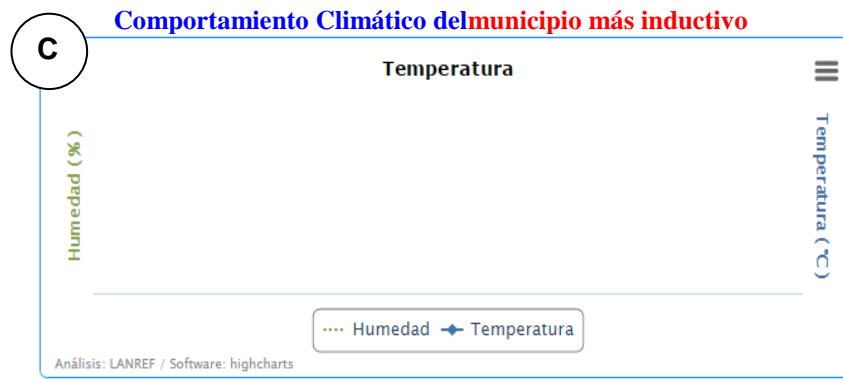 Comportamiento Climático delmunicipio más inductivo
C
Temperatura
Humedad (%)
Temperatura (°C)
Humedad Temperatura
Análisis: LANREF / Software: highcharts